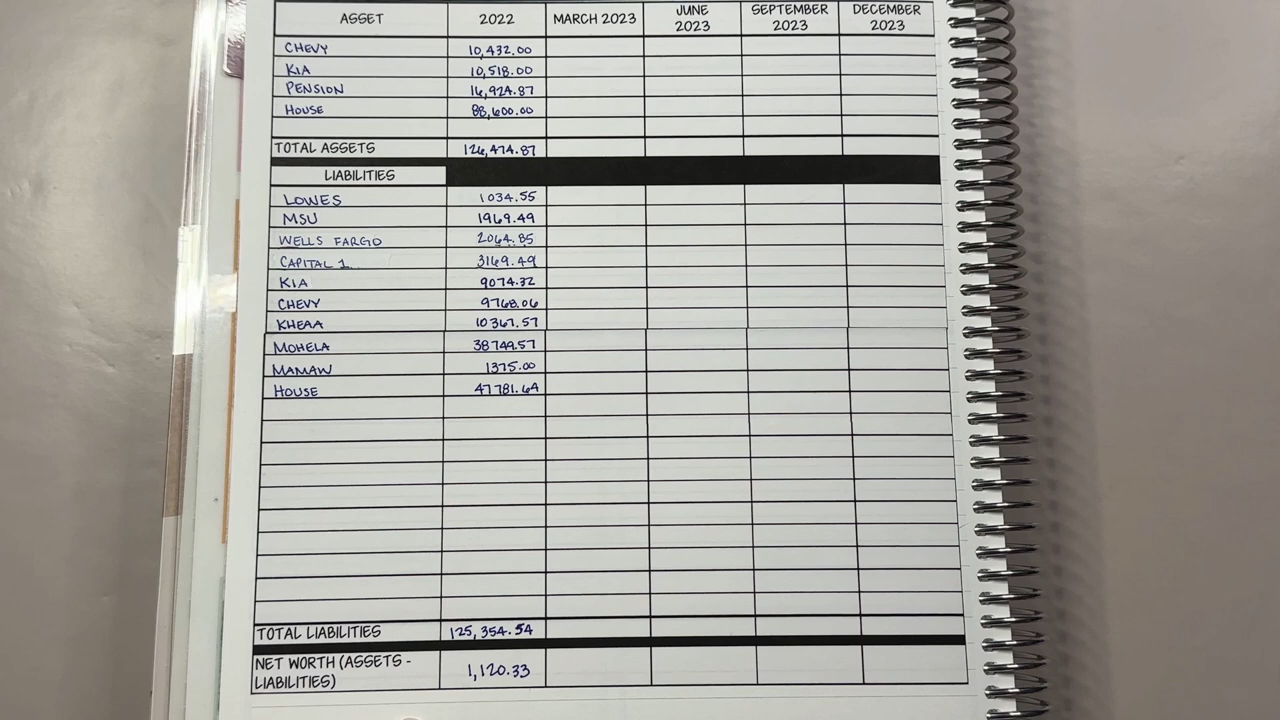 ASSET 2022 MARCH 2023 JUNE 2023 SEPTEMBER 2023 DECEMBER 2023
CHEVY 10,432.00
KIA 10,518.00
PENSION 16,924.87
HOUSE 88,600.00
TOTAL ASSETS 126,474.87
LIABILITIES
LOWES 1034.55
MSU 1969.49
WELLS FARGO 2064.85
CAPITAL 1 3169.49
KIA 9074.32
CHEVY 9768.06
KHEAA 10367.57
MOHELA 38749.57
MAMAW 1375.00
HOUSE 47781.64
TOTAL LIABILITIES 125,354.54
NET WORTH (ASSETS - LIABILITIES) 1,120.33